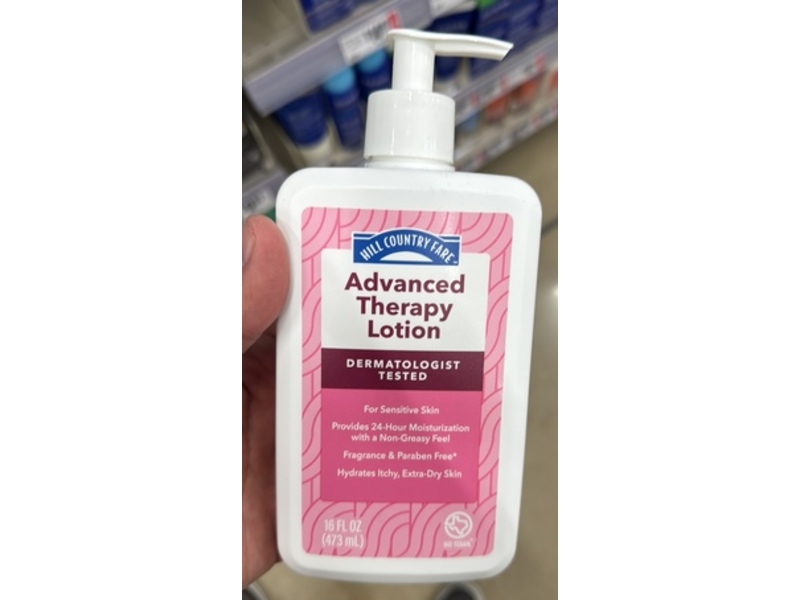 HILL COUNTRY FARE
Advanced
Therapy
Lotion
DERMATOLOGIST
TESTED
For Sensitive Skin
Provides 24-Hour Moisturization
with a Non-Greasy Feel
Fragrance & Paraben Free*
Hydrates Itchy, Extra-Dry Skin
16 FL OZ
(473 mL)